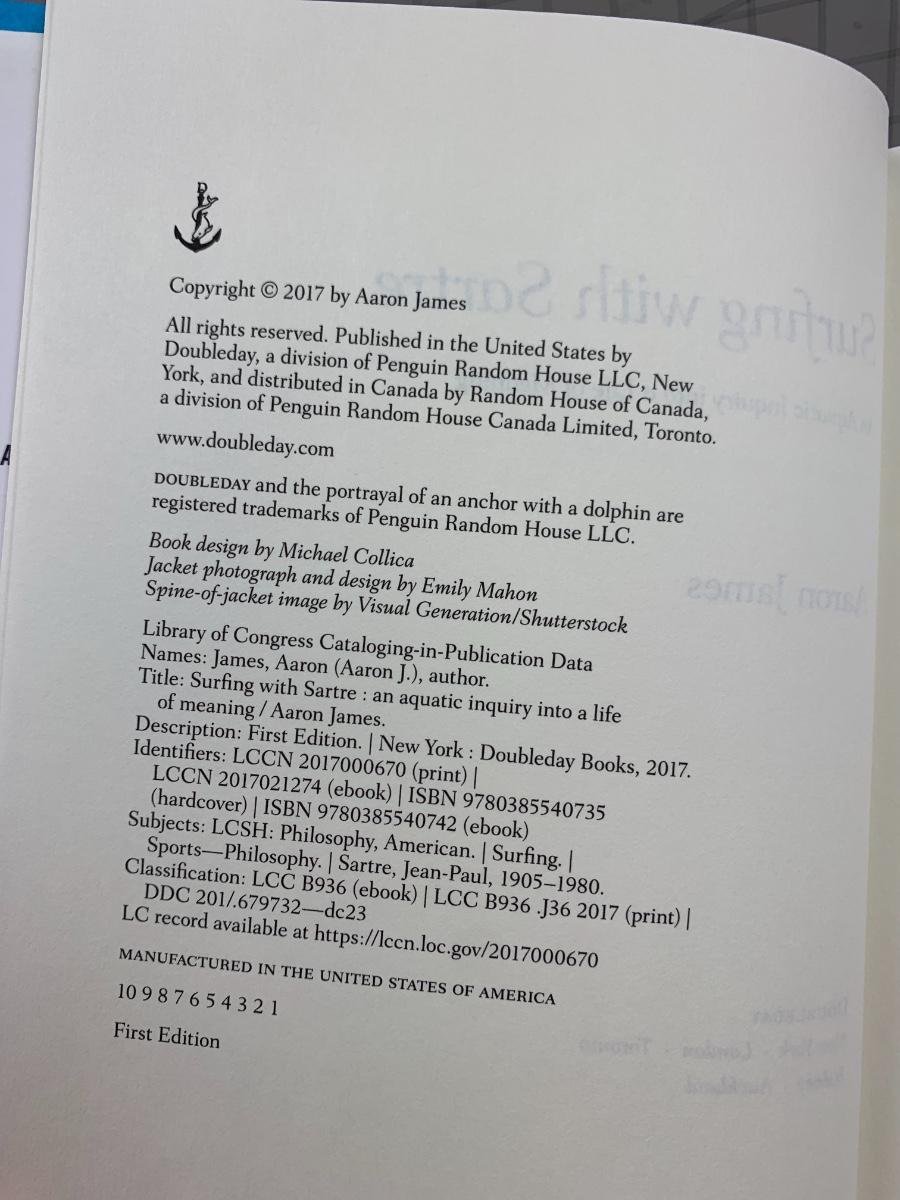 D
Copyright © 2017 by Aaron James
All rights reserved. Published in the United States by
Doubleday, a division of Penguin Random House LLC, New
York, and distributed in Canada by Random House of Canada,
a division of Penguin Random House Canada Limited, Toronto.
www.doubleday.com
DOUBLEDAY and the portrayal of an anchor with a dolphin are
registered trademarks of Penguin Random House LLC.
Book design by Michael Collica
Jacket photograph and design by Emily Mahon
Spine-of-jacket image by Visual Generation/Shutterstock
Library of Congress Cataloging-in-Publication Data
Names: James, Aaron (Aaron J.), author.
Title: Surfing with Sartre : an aquatic inquiry into a life
of meaning / Aaron James.
Description: First Edition. | New York : Doubleday Books, 2017.
Identifiers: LCCN 2017000670 (print) |
LCCN 2017021274 (ebook) | ISBN 9780385540735
(hardcover) | ISBN 9780385540742 (ebook)
Subjects: LCSH: Philosophy, American. | Surfing. |
Sports—Philosophy. | Sartre, Jean-Paul, 1905–1980.
Classification: LCC B936 (ebook) | LCC B936 .J36 2017 (print) |
DDC 201/.679732—dc23
LC record available at https://lccn.loc.gov/2017000670
MANUFACTURED IN THE UNITED STATES OF AMERICA
10 9 8 7 6 5 4 3 2 1
First Edition